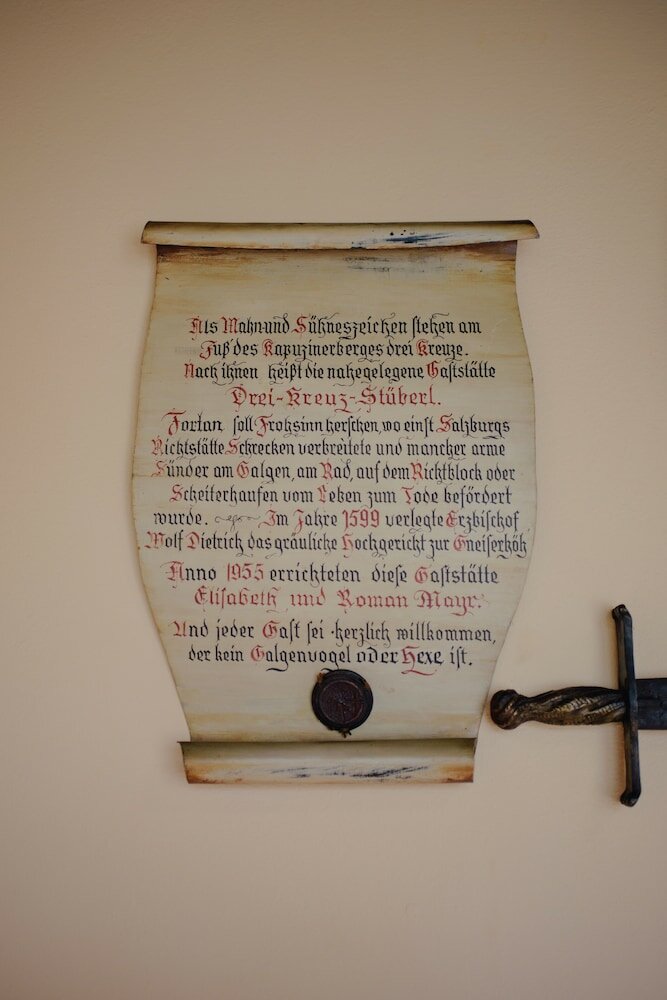 Als Mahn und Sühneszeichen stehen am
Fuß des Kapuzinerberges drei Kreuze.
Nach ihnen heißt die nahegelegene Gaststätte
Drei-Kreuz-Stüberl.
Fortan soll Frohsinn herschen, wo einst Salzburgs
Richtstätte Schrecken verbreitete und mancher arme
Sünder am Galgen, am Rad, auf dem Richtblock oder
Scheiterhaufen vom Leben zum Tode befördert
wurde. Im Jahre 1599 verlegte Erzbischof
Wolf Dietrich das gräuliche Hochgericht zur Gneiserhöh
Anno 1955 errichteten diese Gaststätte
Elisabeth und Roman Mayr.
Und jeder Gast sei herzlich willkommen,
der kein Galgenvogel oder Hexe ist.